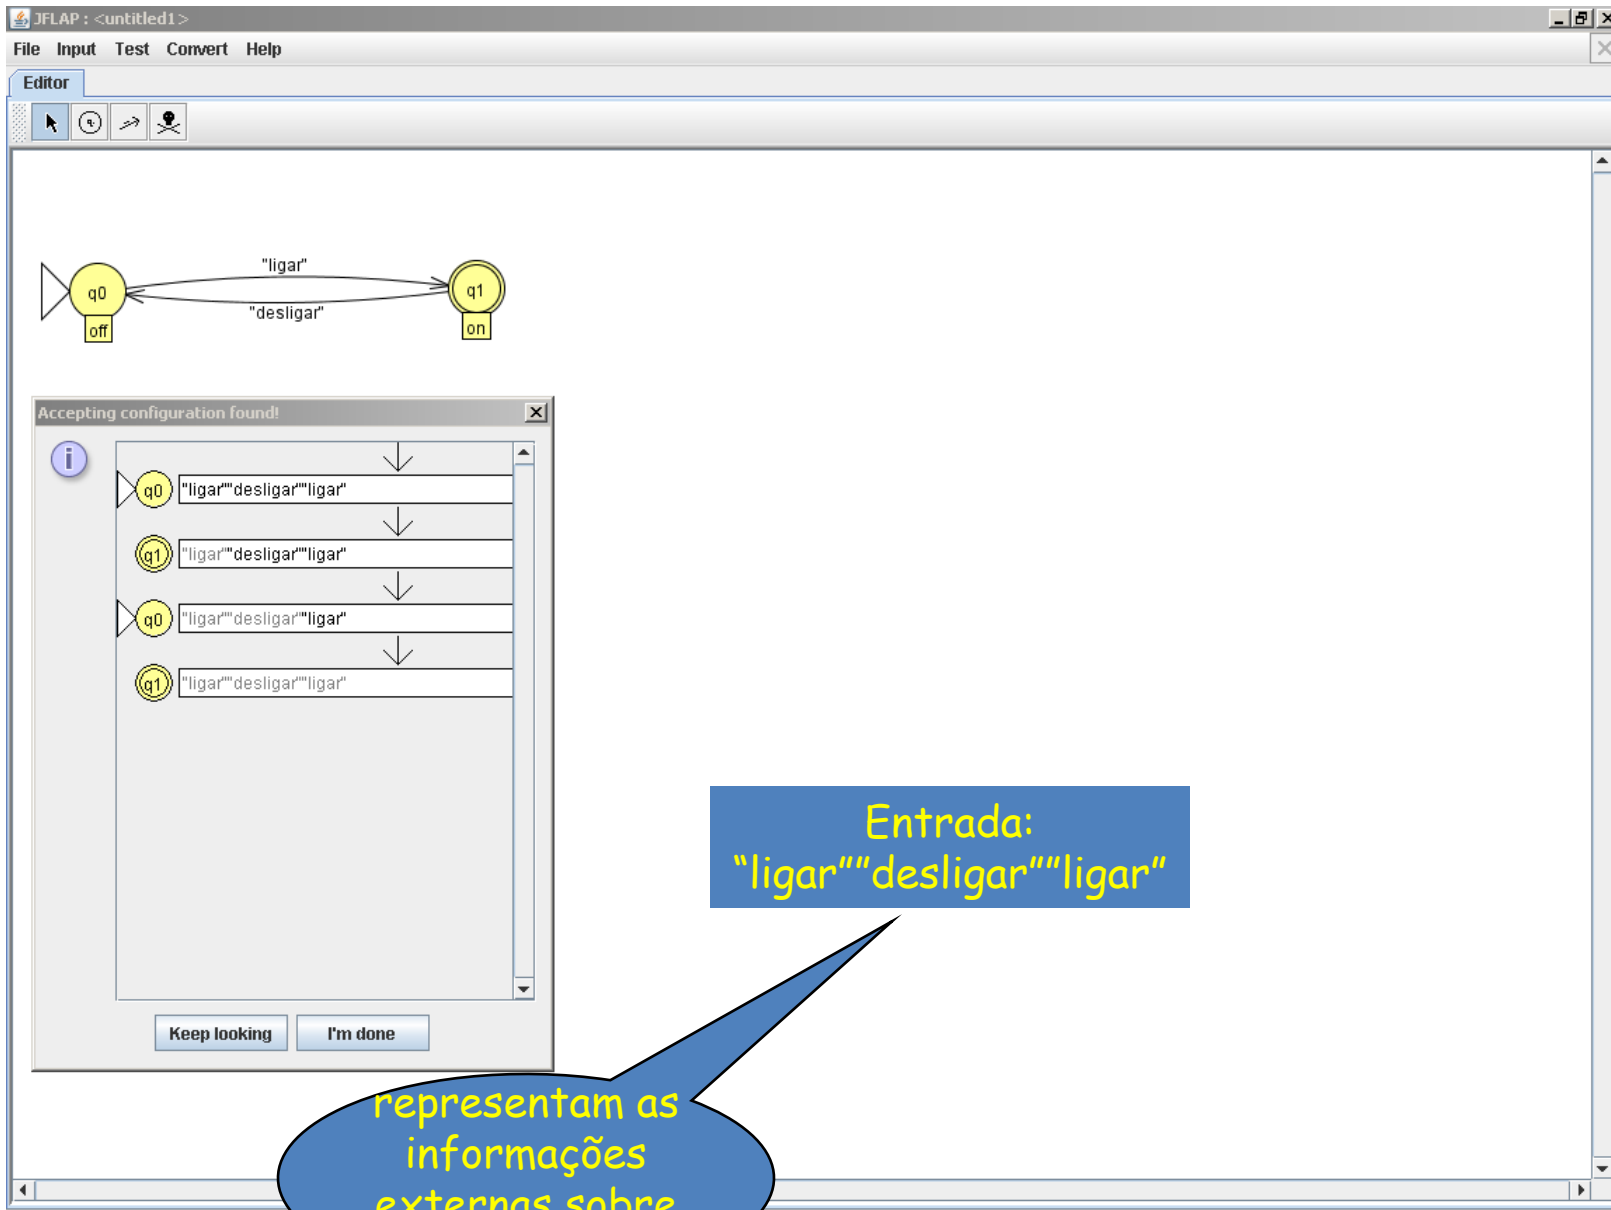 JFLAP : <untitled1>
File Input Test Convert Help
Editor
"ligar"
q0
q1
"desligar"
off
on
Accepting configuration found!
q0 "ligar""desligar""ligar"
q1 "ligar""desligar""ligar"
q0 "ligar""desligar""ligar"
q1 "ligar""desligar""ligar"
Keep looking I'm done
Entrada:
“ligar””desligar””ligar”
representam as
informações
externas sobre